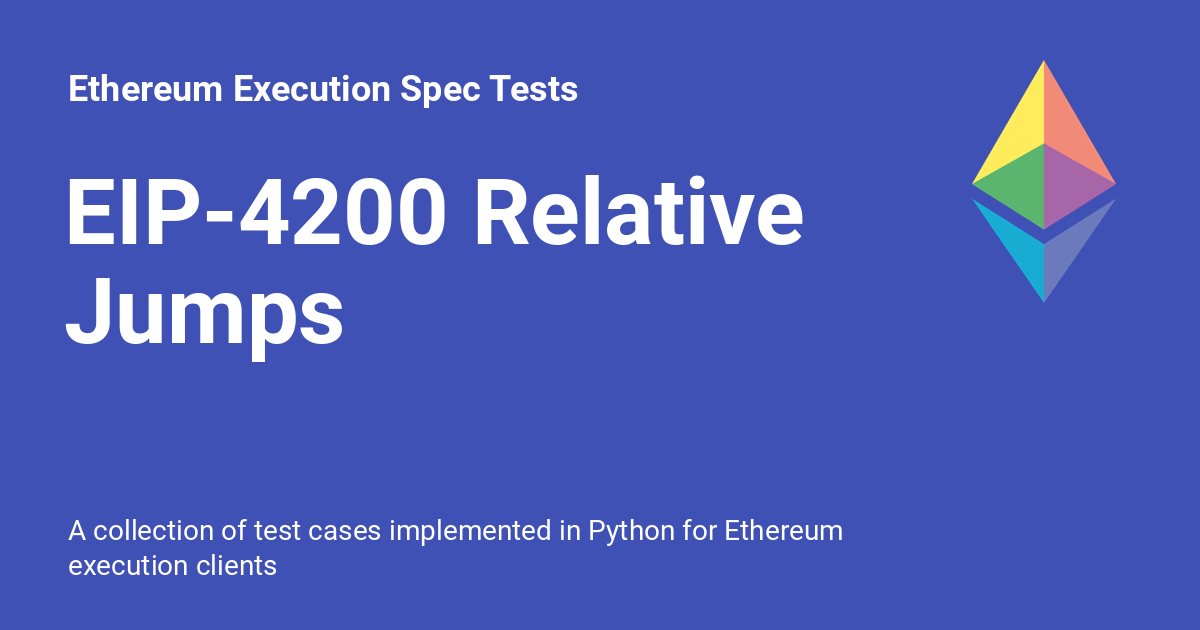 Ethereum Execution Spec Tests
EIP-4200 Relative
Jumps
A collection of test cases implemented in Python for Ethereum
execution clients